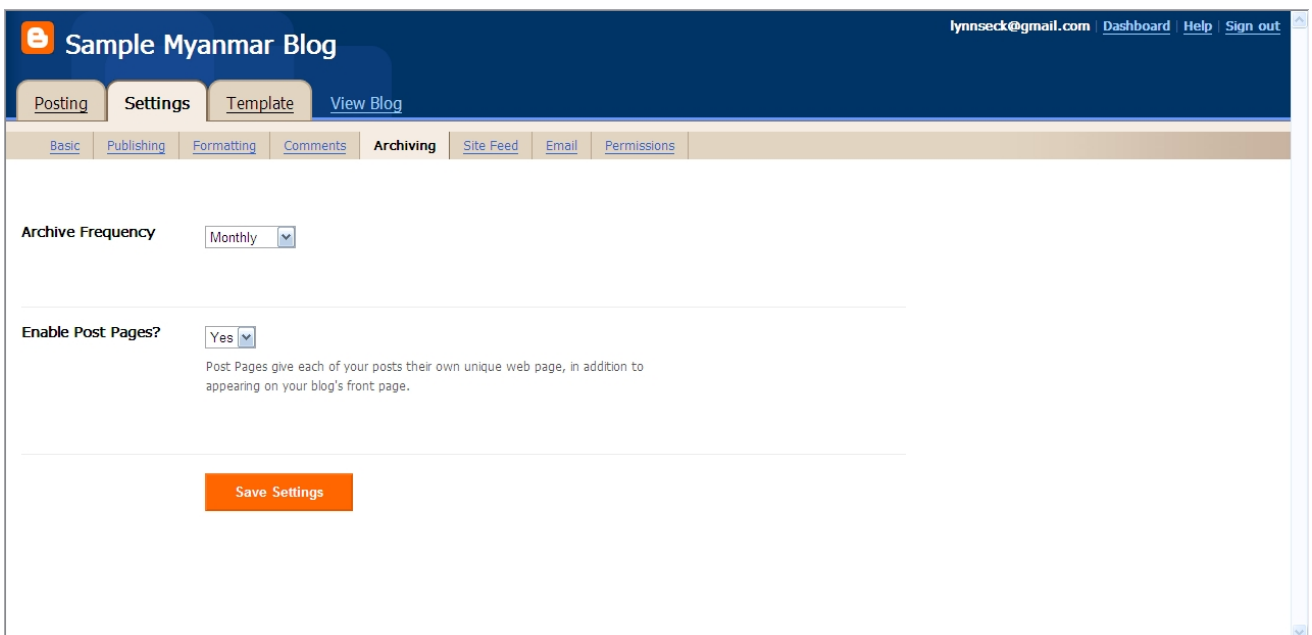 lynnseck@gmail.com | Dashboard | Help | Sign out
Sample Myanmar Blog
Posting Settings Template View Blog
Basic Publishing Formatting Comments Archiving Site Feed Email Permissions
Archive Frequency Monthly
Enable Post Pages? Yes
Post Pages give each of your posts their own unique web page, in addition to
appearing on your blog's front page.
Save Settings